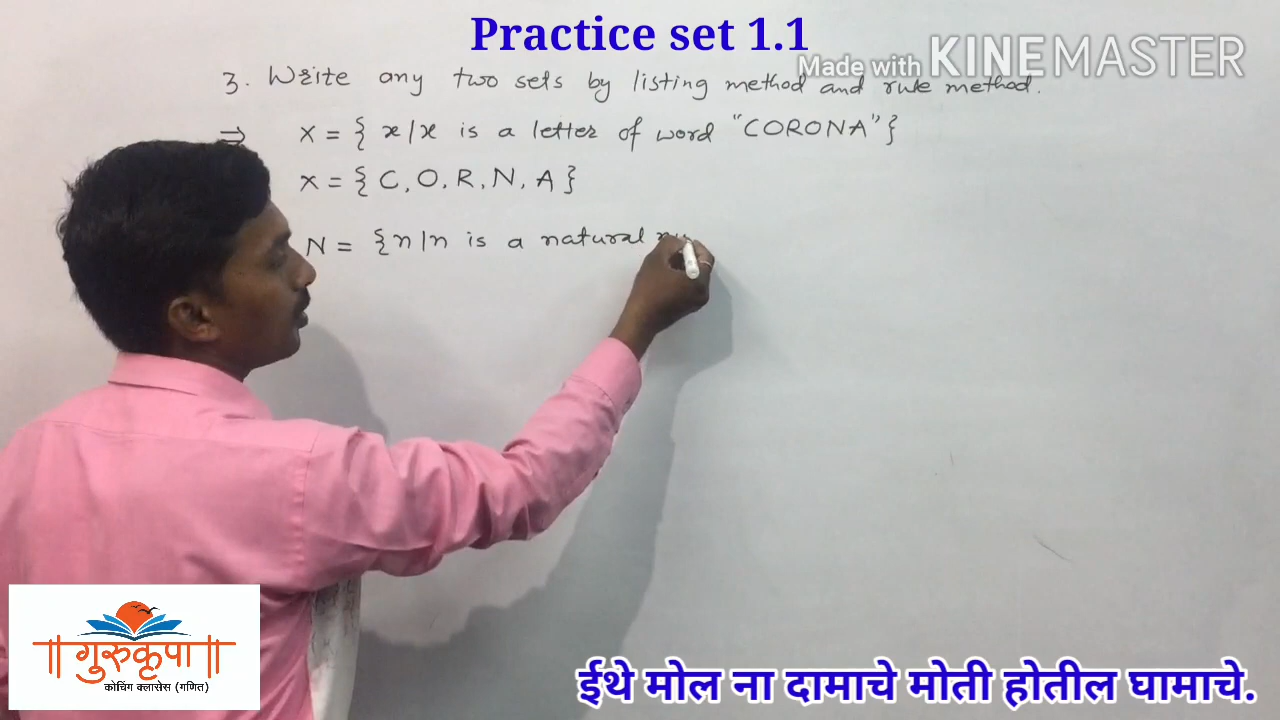 Practice set 1.1
Made with KINEMASTER
3. Write any two sets by listing method and rule method.
⇒ X = { x/x is a letter of word "CORONA" }
X = { C, O, R, N, A }
N = { n/n is a natural nu
|| गुरुकृपा ||
कोचिंग क्लासेस (गणित)
ईथे मोल ना दामाचे मोती होतील घामाचे.